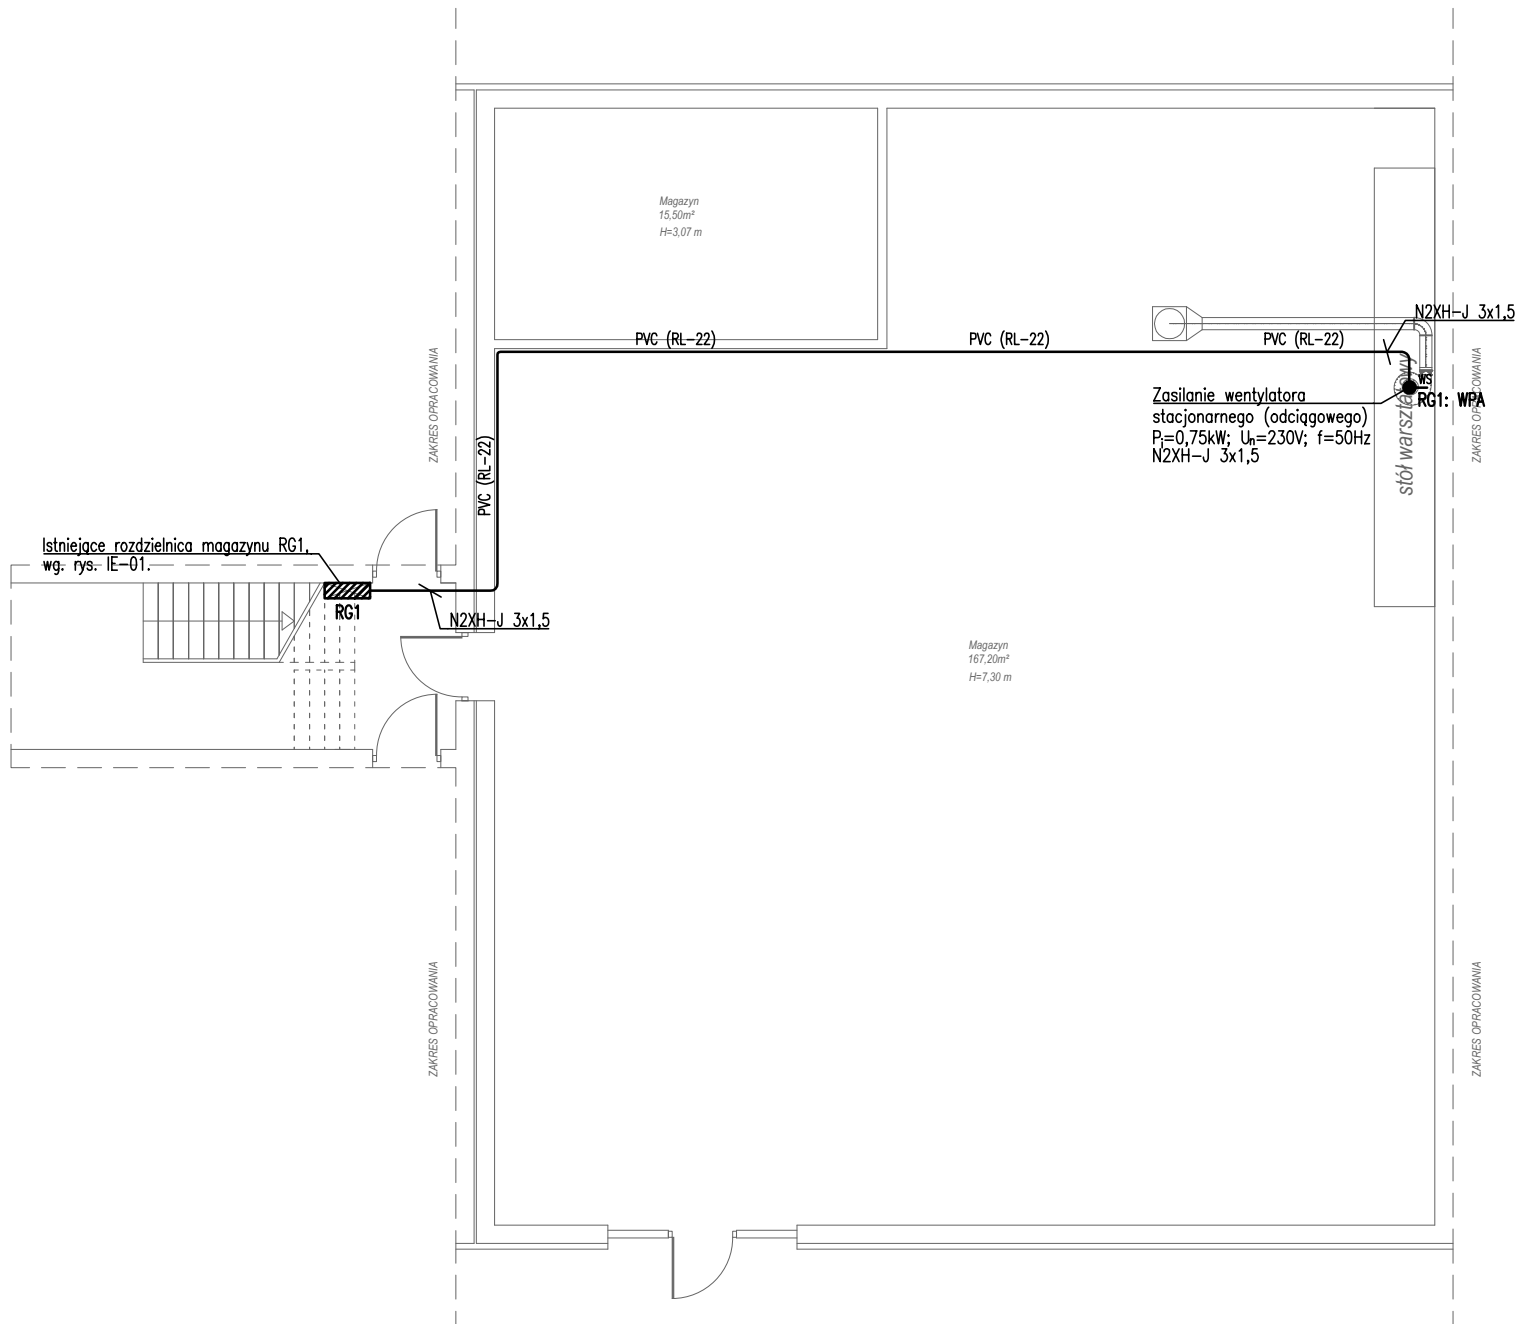 Magazyn
15,50m²
H=3,07 m
N2XH-J 3x1,5
PVC (RL-22)
PVC (RL-22)
PVC (RL-22)
ZAKRES OPRACOWANIA
ZAKRES OPRACOWANIA
WS
RG1: WPA
Zasilanie wentylatora
stacjonarnego (odciągowego)
Pj=0,75kW; Un=230V; f=50Hz
N2XH-J 3x1,5
stół warsztatowy
PVC (RL-22)
Istniejące rozdzielnica magazynu RG1,
wg. rys. IE-01.
RG1
N2XH-J 3x1,5
Magazyn
167,20m²
H=7,30 m
ZAKRES OPRACOWANIA
ZAKRES OPRACOWANIA